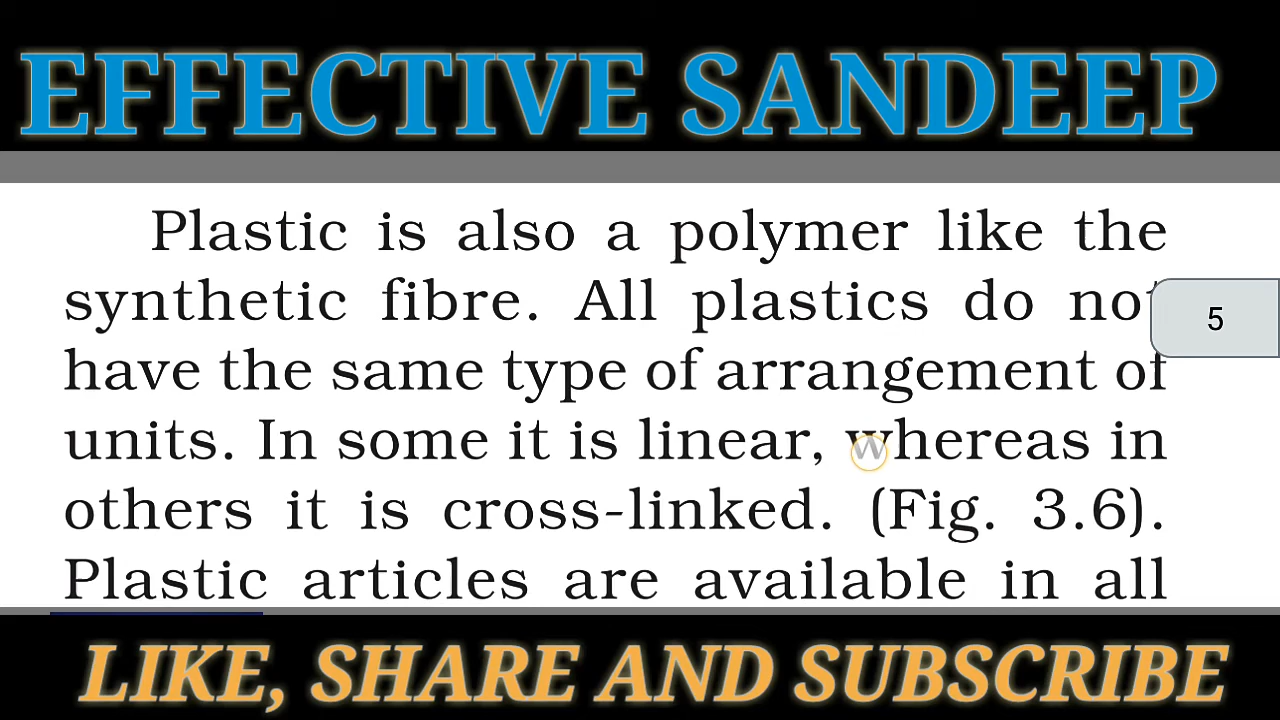 EFFECTIVE SANDEEP
Plastic is also a polymer like the
synthetic fibre. All plastics do not
5
have the same type of arrangement of
units. In some it is linear, whereas in
others it is cross-linked. (Fig. 3.6).
Plastic articles are available in all
LIKE, SHARE AND SUBSCRIBE